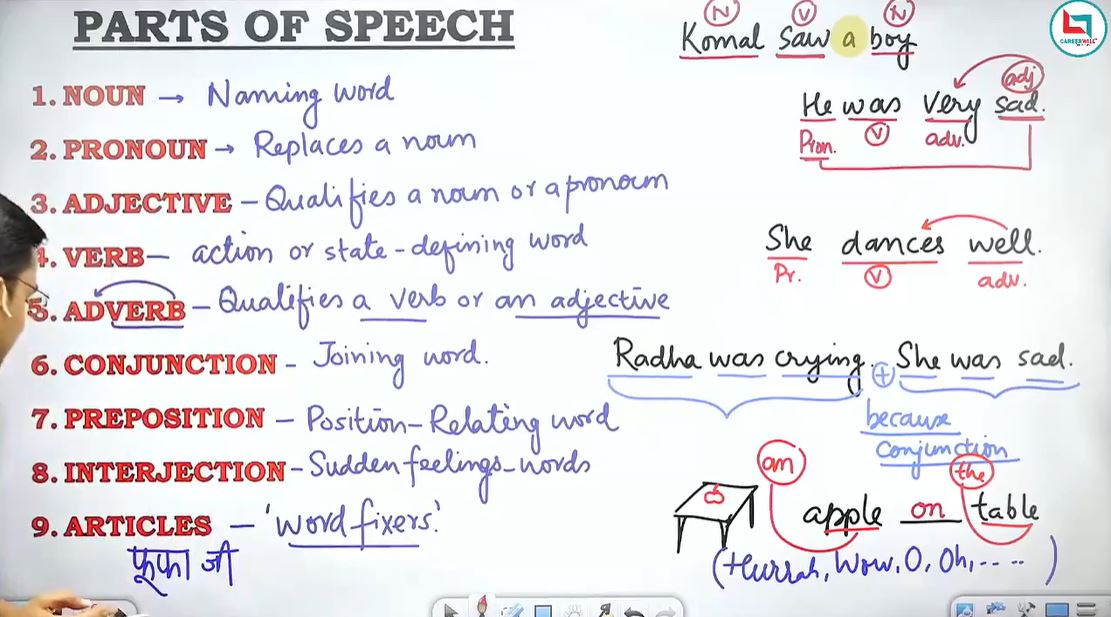 PARTS OF SPEECH
1. NOUN → Naming word
2. PRONOUN → Replaces a noun
3. ADJECTIVE – Qualifies a noun or a pronoun
4. VERB – action or state-defining word
5. ADVERB – Qualifies a verb or an adjective
6. CONJUNCTION - Joining word.
7. PREPOSITION – Position-Relating word
8. INTERJECTION - Sudden feelings-words
9. ARTICLES – 'word fixers'.
फूफा जी
N V N
Komal saw a boy
adj
He was very sad.
Pron. V adv.
She dances well.
Pr. V adv.
Radha was crying. + She was sad.
because
conjunction
an the
apple on table
(Hurrah, Wow, O, Oh, .....)
CAREERWILL